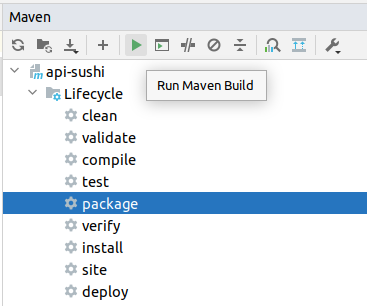 Maven
api-sushi
Run Maven Build
Lifecycle
clean
validate
compile
test
package
verify
install
site
deploy